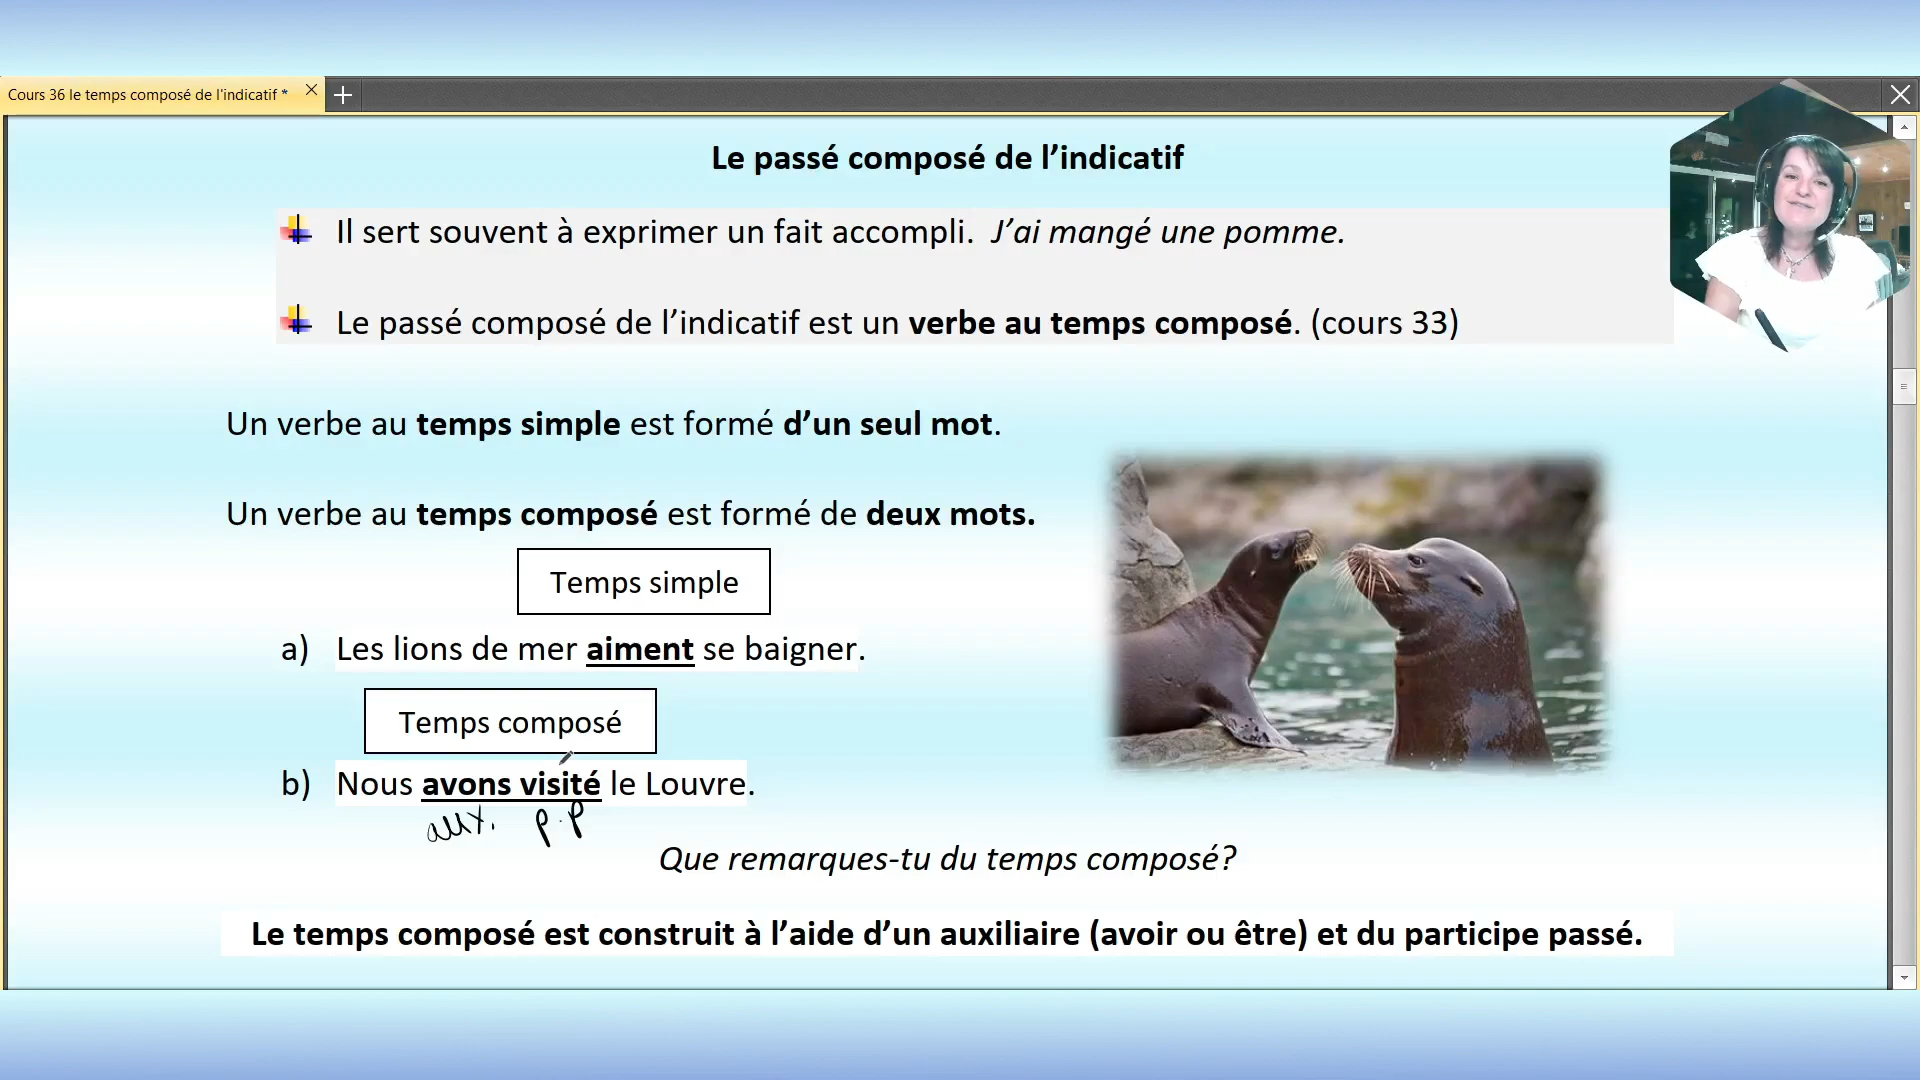 Cours 36 le temps composé de l'indicatif *
Le passé composé de l’indicatif
Il sert souvent à exprimer un fait accompli. J’ai mangé une pomme.
Le passé composé de l’indicatif est un verbe au temps composé. (cours 33)
Un verbe au temps simple est formé d’un seul mot.
Un verbe au temps composé est formé de deux mots.
Temps simple
a) Les lions de mer aiment se baigner.
Temps composé
b) Nous avons visité le Louvre.
aux. p.p
Que remarques-tu du temps composé?
Le temps composé est construit à l’aide d’un auxiliaire (avoir ou être) et du participe passé.